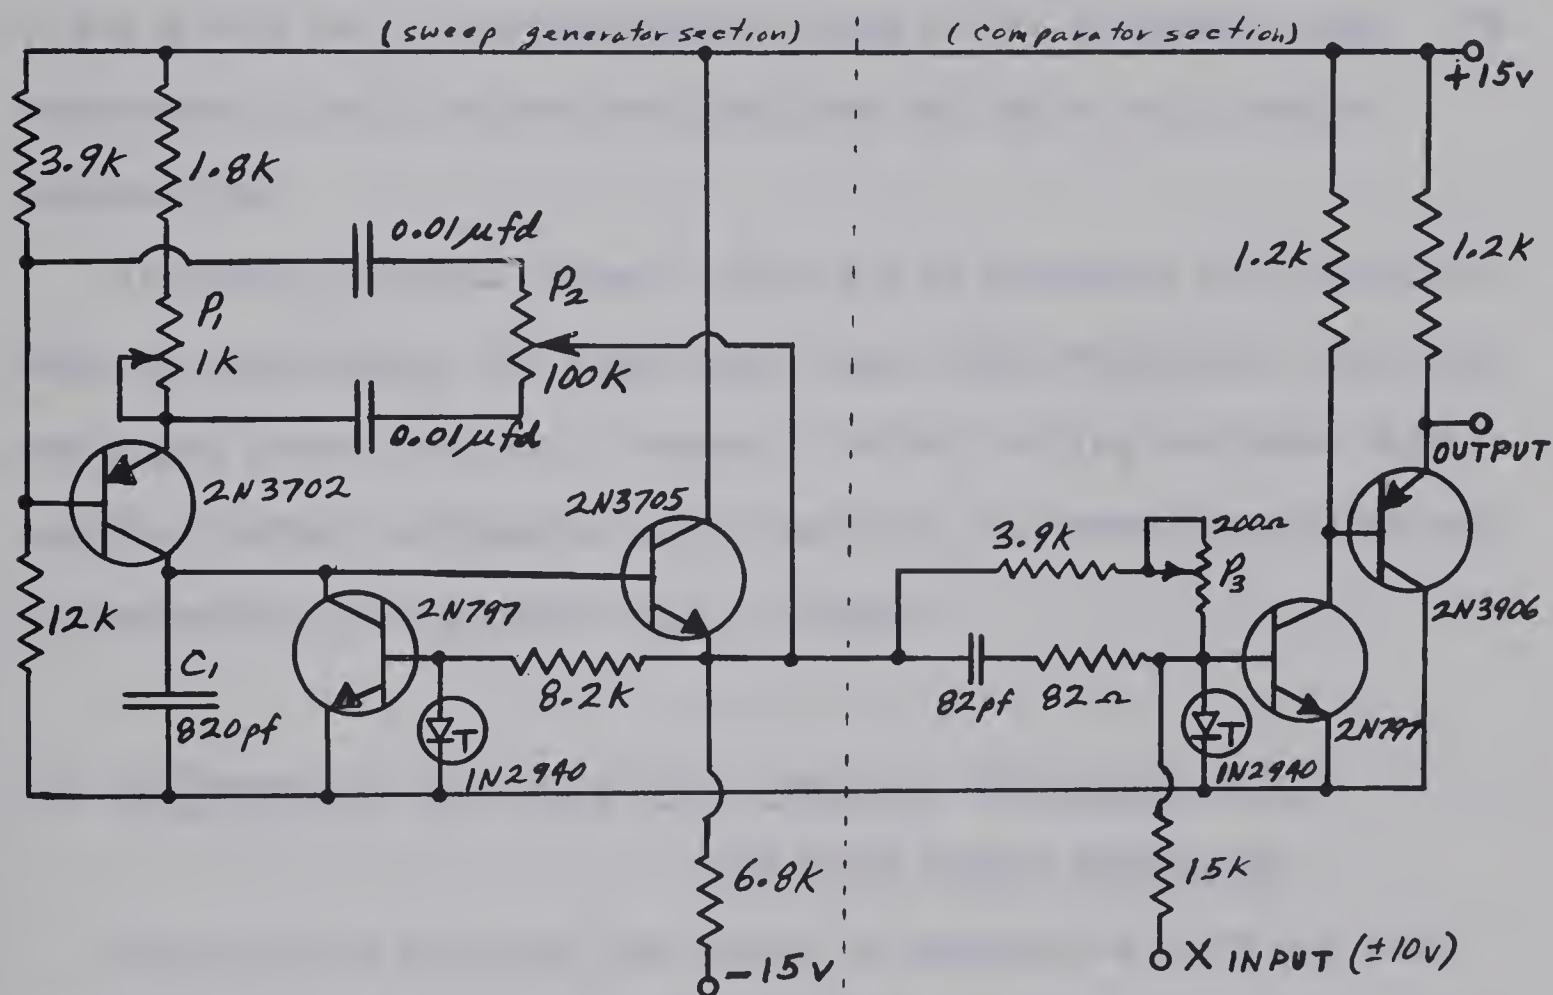 (sweep generator section)
(comparator section)
+15v
3.9K
1.8K
0.01µfd
P1
1K
P2
100K
0.01µfd
1.2K
1.2K
OUTPUT
2N3702
2N3705
3.9K
200Ω
P3
2N3906
12K
2N797
C1
820pf
8.2K
T
1N2940
82pf
82Ω
T
1N2940
2N797
6.8K
15K
-15v
X INPUT (±10v)